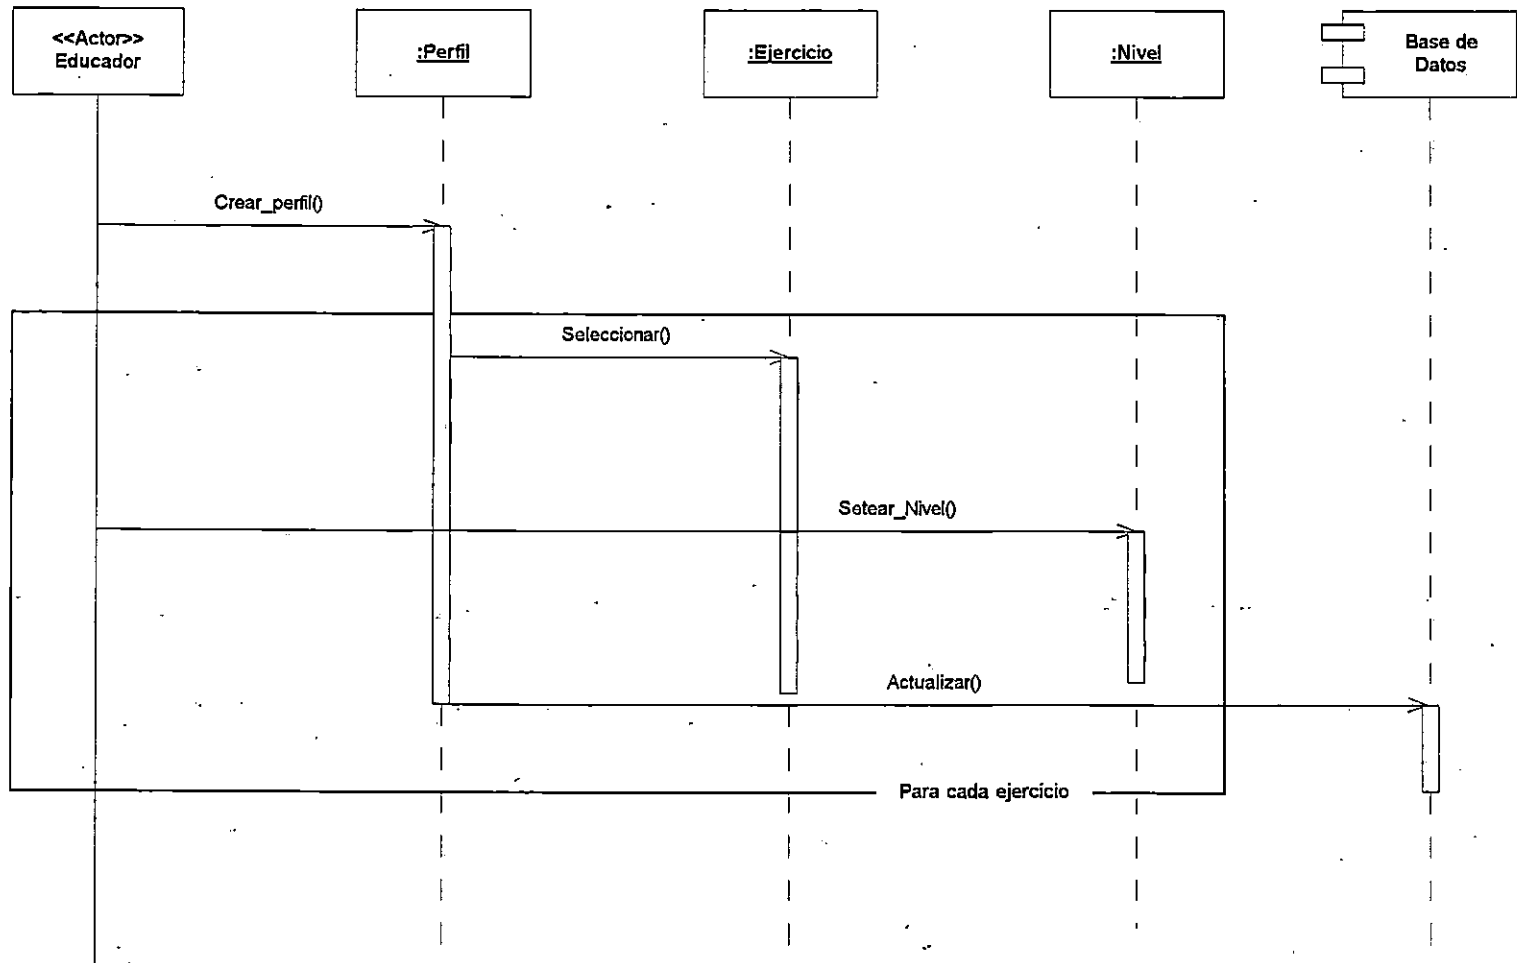 <<Actor>>
Educador
:Perfil
:Ejercicio
:Nivel
Base de
Datos
Crear_perfil()
Seleccionar()
Setear_Nivel()
Actualizar()
Para cada ejercicio